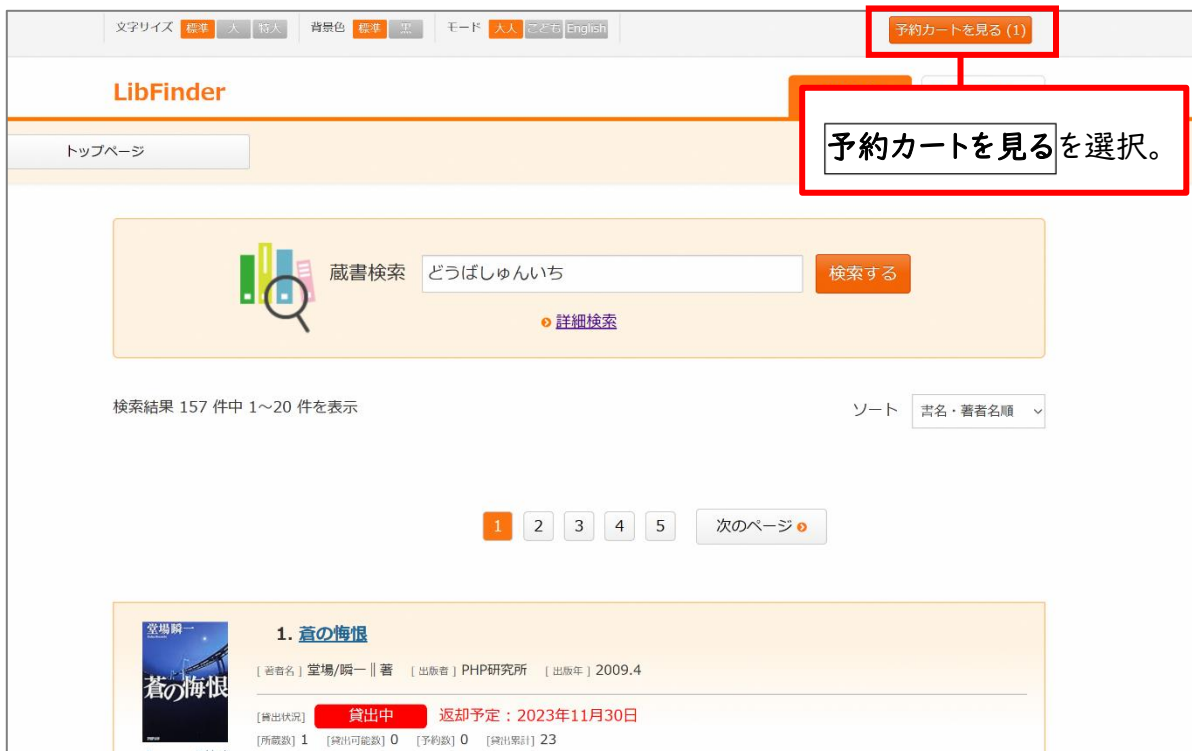 文字サイズ 標準 大 特大 背景色 標準 黒 モード 大人 こども English 予約カートを見る (1)
LibFinder
予約カートを見るを選択。
トップページ
蔵書検索 どうばしゅんいち 検索する
詳細検索
検索結果 157 件中 1～20 件を表示 ソート 書名・著者名順
1 2 3 4 5 次のページ
堂場瞬一
蒼の悔恨
1. 蒼の悔恨
[ 著者名 ] 堂場/瞬一‖著 [ 出版者 ] PHP研究所 [ 出版年 ] 2009.4
[貸出状況] 貸出中 返却予定：2023年11月30日
[所蔵数] 1 [貸出可能数] 0 [予約数] 0 [貸出累計] 23